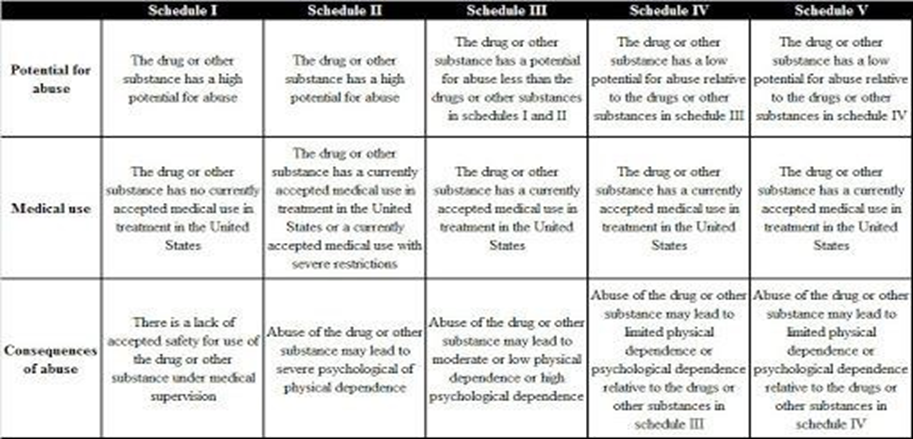 Schedule I Schedule II Schedule III Schedule IV Schedule V
Potential for
abuse
The drug or other
substance has a high
potential for abuse
The drug or other
substance has a high
potential for abuse
The drug or other
substance has a potential
for abuse less than the
drugs or other substances
in schedules I and II
The drug or other
substance has a low
potential for abuse relative
to the drugs or other
substances in schedule III
The drug or other
substance has a low
potential for abuse relative
to the drugs or other
substances in schedule IV
Medical use
The drug or other
substance has no currently
accepted medical use in
treatment in the United
States
The drug or other
substance has a currently
accepted medical use in
treatment in the United
States or a currently
accepted medical use with
severe restrictions
The drug or other
substance has a currently
accepted medical use in
treatment in the United
States
The drug or other
substance has a currently
accepted medical use in
treatment in the United
States
The drug or other
substance has a currently
accepted medical use in
treatment in the United
States
Consequences
of abuse
There is a lack of
accepted safety for use of
the drug or other
substance under medical
supervision
Abuse of the drug or other
substance may lead to
severe psychological of
physical dependence
Abuse of the drug or other
substance may lead to
moderate or low physical
dependence or high
psychological dependence
Abuse of the drug or other
substance may lead to
limited physical
dependence or
psychological dependence
relative to the drugs or
other substances in
schedule III
Abuse of the drug or other
substance may lead to
limited physical
dependence or
psychological dependence
relative to the drugs or
other substances in
schedule IV